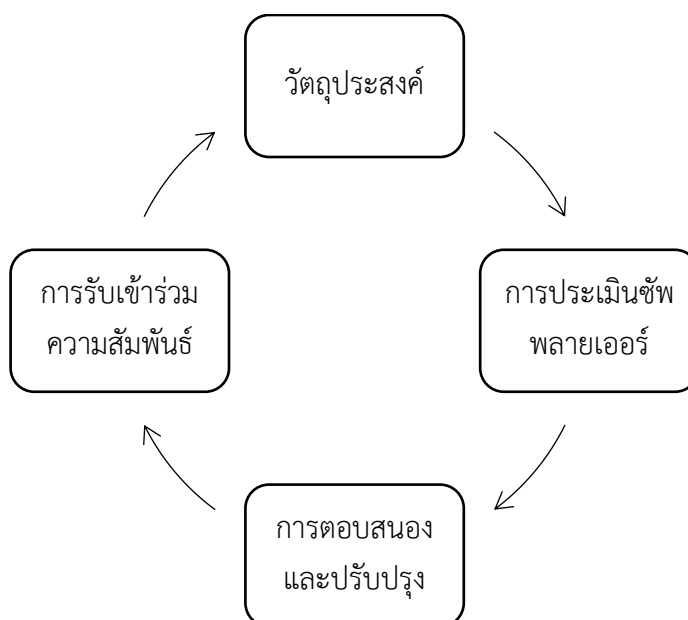 วัตถุประสงค์
การประเมินซัพ
พลายเออร์
การตอบสนอง
และปรับปรุง
การรับเข้าร่วม
ความสัมพันธ์